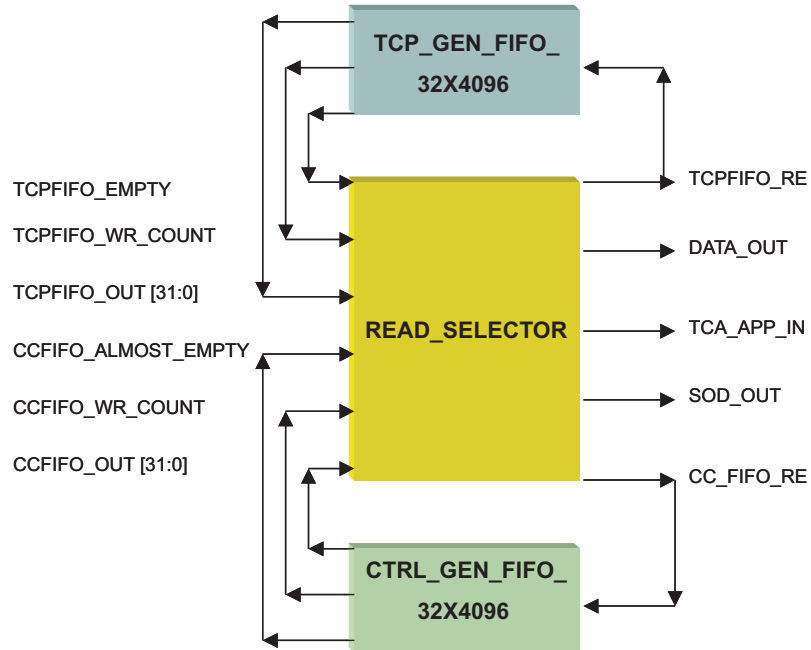 TCP_GEN_FIFO_
32X4096
TCPFIFO_EMPTY
TCPFIFO_WR_COUNT
TCPFIFO_OUT [31:0]
CCFIFO_ALMOST_EMPTY
CCFIFO_WR_COUNT
CCFIFO_OUT [31:0]
READ_SELECTOR
TCPFIFO_RE
DATA_OUT
TCA_APP_IN
SOD_OUT
CC_FIFO_RE
CTRL_GEN_FIFO_
32X4096